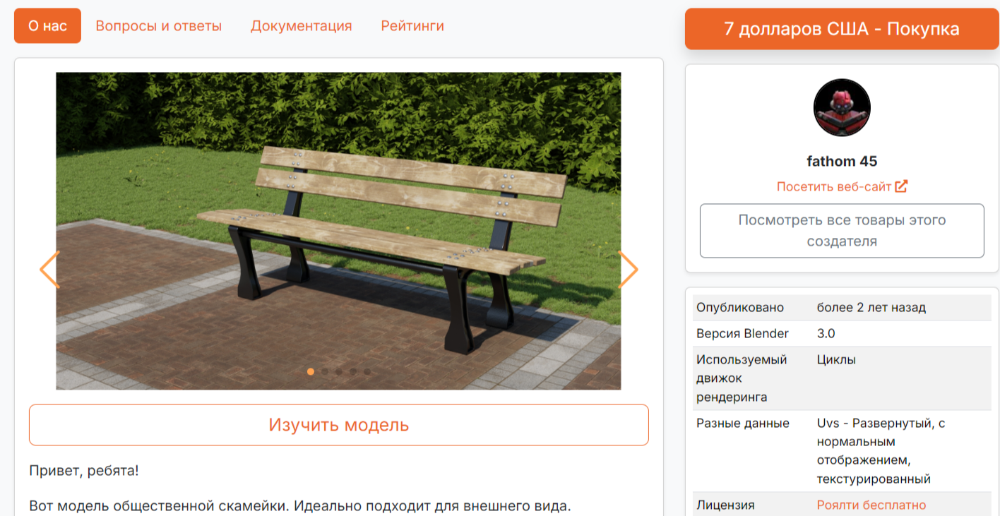 О нас
Вопросы и ответы
Документация
Рейтинги
7 долларов США - Покупка
Изучить модель
Привет, ребята!
Вот модель общественной скамейки. Идеально подходит для внешнего вида.
fathom 45
Посетить веб-сайт
Посмотреть все товары этого
создателя
Опубликовано более 2 лет назад
Версия Blender 3.0
Используемый Циклы
движок
рендеринга
Разные данные Uvs - Развернутый, с
нормальным
отображением,
текстурированный
Лицензия Роялти бесплатно